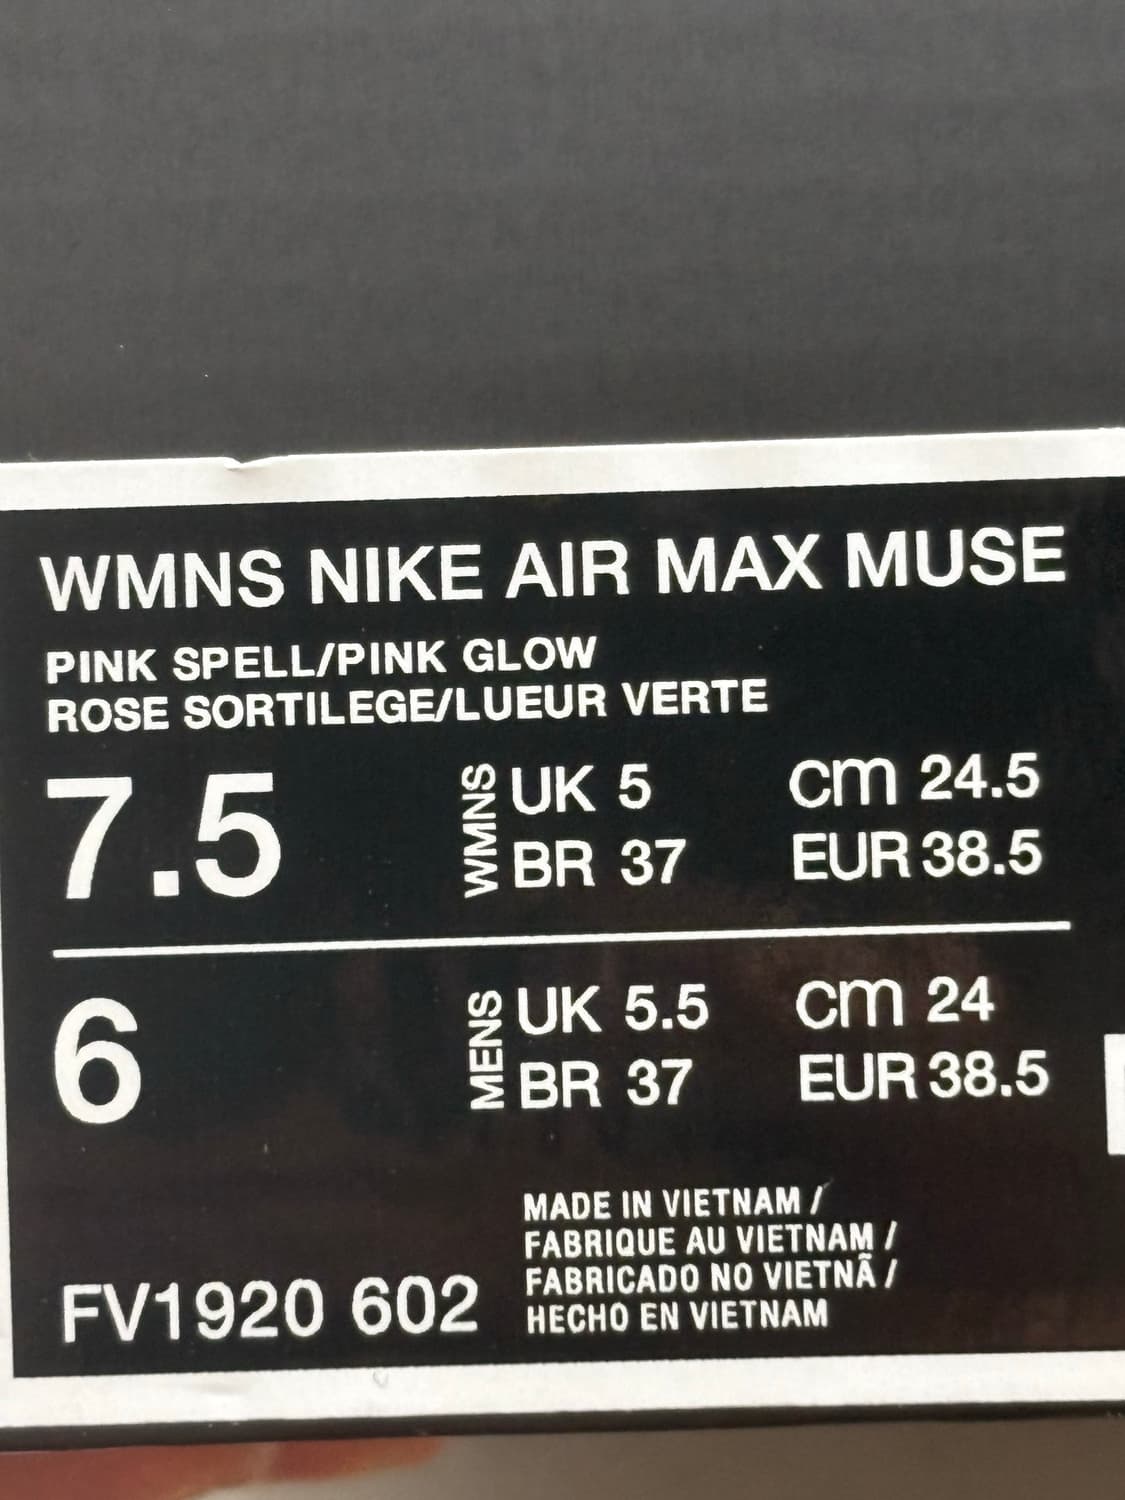 WMNS NIKE AIR MAX MUSE
PINK SPELL/PINK GLOW
ROSE SORTILEGE/LUEUR VERTE
7.5 WMNS UK 5 cm 24.5
BR 37 EUR 38.5
6 MENS UK 5.5 cm 24
BR 37 EUR 38.5
MADE IN VIETNAM /
FABRIQUE AU VIETNAM /
FABRICADO NO VIETNÃ /
HECHO EN VIETNAM
FV1920 602